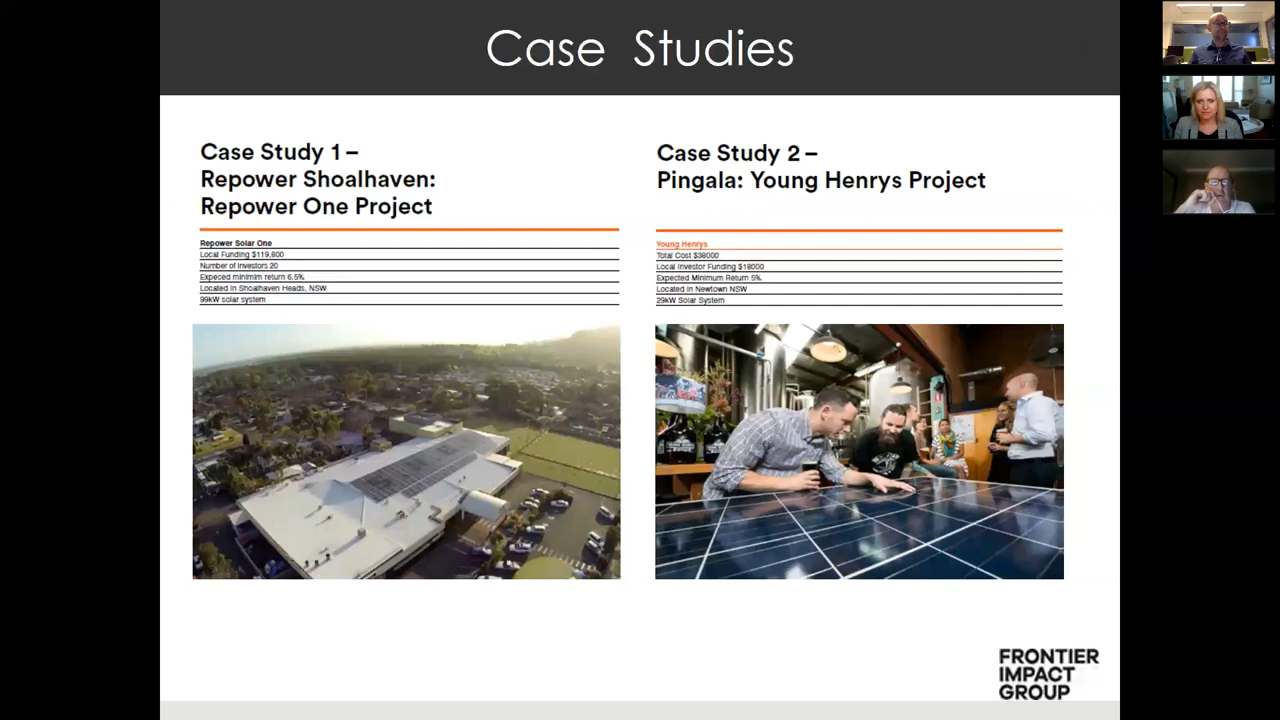 Case Studies
Case Study 1 –
Repower Shoalhaven:
Repower One Project
Repower Solar One
Local Funding $119,800
Number of Investors 20
Expeced minimim return 6.5%
Located in Shoalhaven Heads, NSW
99kW solar system
Case Study 2 –
Pingala: Young Henrys Project
Young Henrys
Total Cost $38000
Local Investor Funding $18000
Expected Minimum Return 5%
Located in Newtown NSW
29kW Solar System
FRONTIER
IMPACT
GROUP